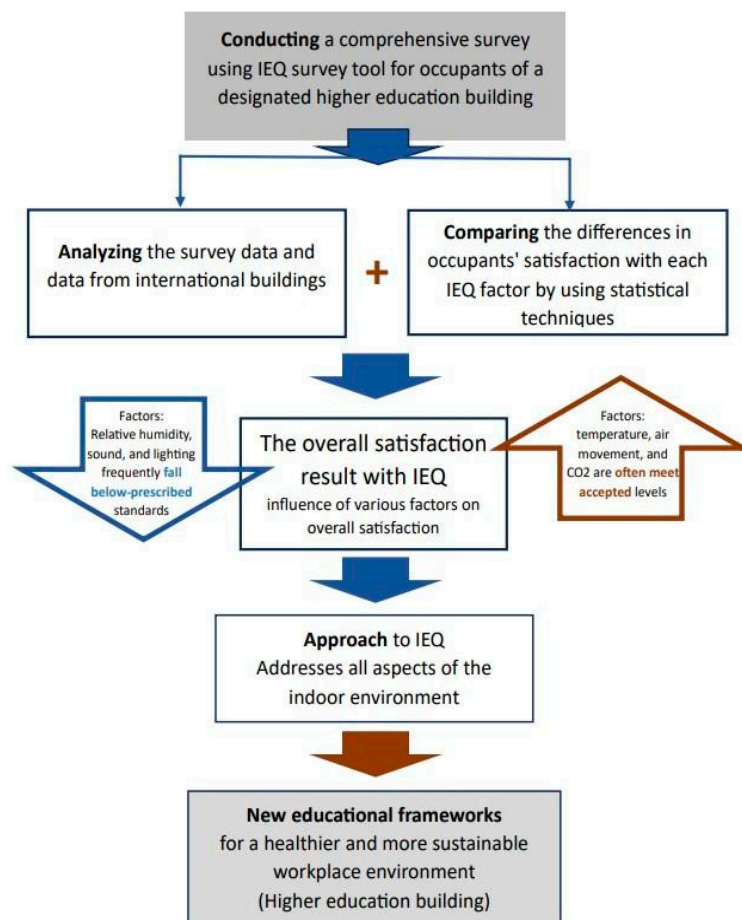 Conducting a comprehensive survey
using IEQ survey tool for occupants of a
designated higher education building
Analyzing the survey data and
data from international buildings
+
Comparing the differences in
occupants' satisfaction with each
IEQ factor by using statistical
techniques
Factors:
Relative humidity,
sound, and lighting
frequently fall
below-prescribed
standards
The overall satisfaction
result with IEQ
influence of various factors on
overall satisfaction
Factors:
temperature, air
movement, and
CO2 are often meet
accepted levels
Approach to IEQ
Addresses all aspects of the
indoor environment
New educational frameworks
for a healthier and more sustainable
workplace environment
(Higher education building)